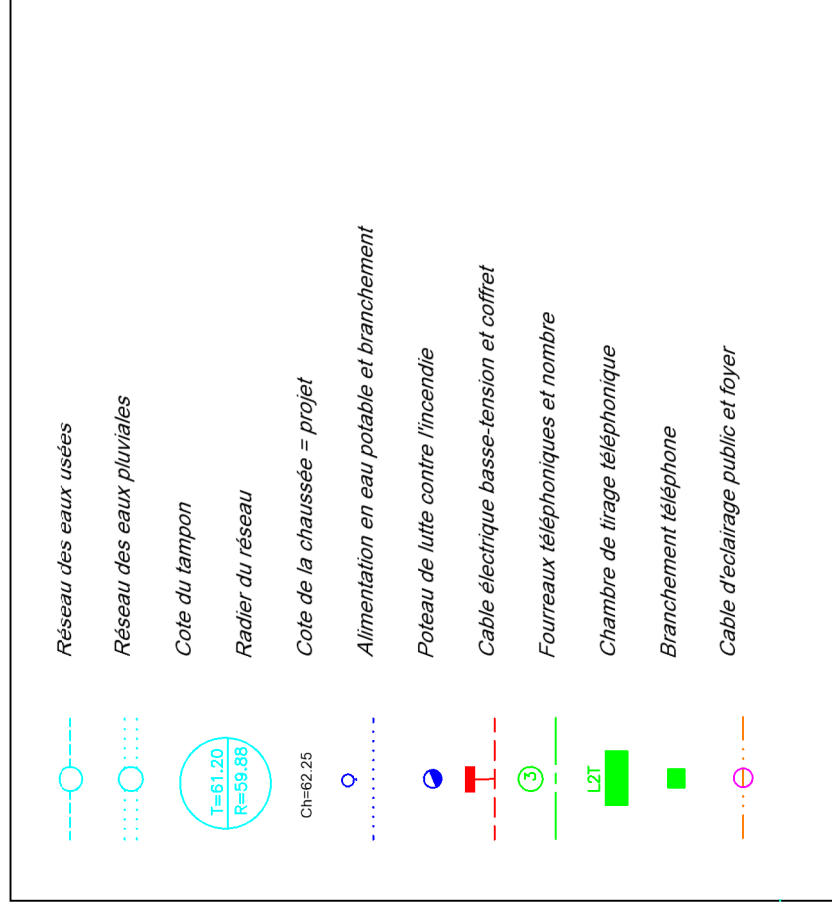 Réseau des eaux usées
Réseau des eaux pluviales
T=61.20
R=59.88
Cote du tampon
Radier du réseau
Ch=62.25
Cote de la chaussée = projet
Alimentation en eau potable et branchement
Poteau de lutte contre l'incendie
Cable électrique basse-tension et coffret
3
Fourreaux téléphoniques et nombre
L2T
Chambre de tirage téléphonique
Branchement téléphone
Cable d'eclairage public et foyer